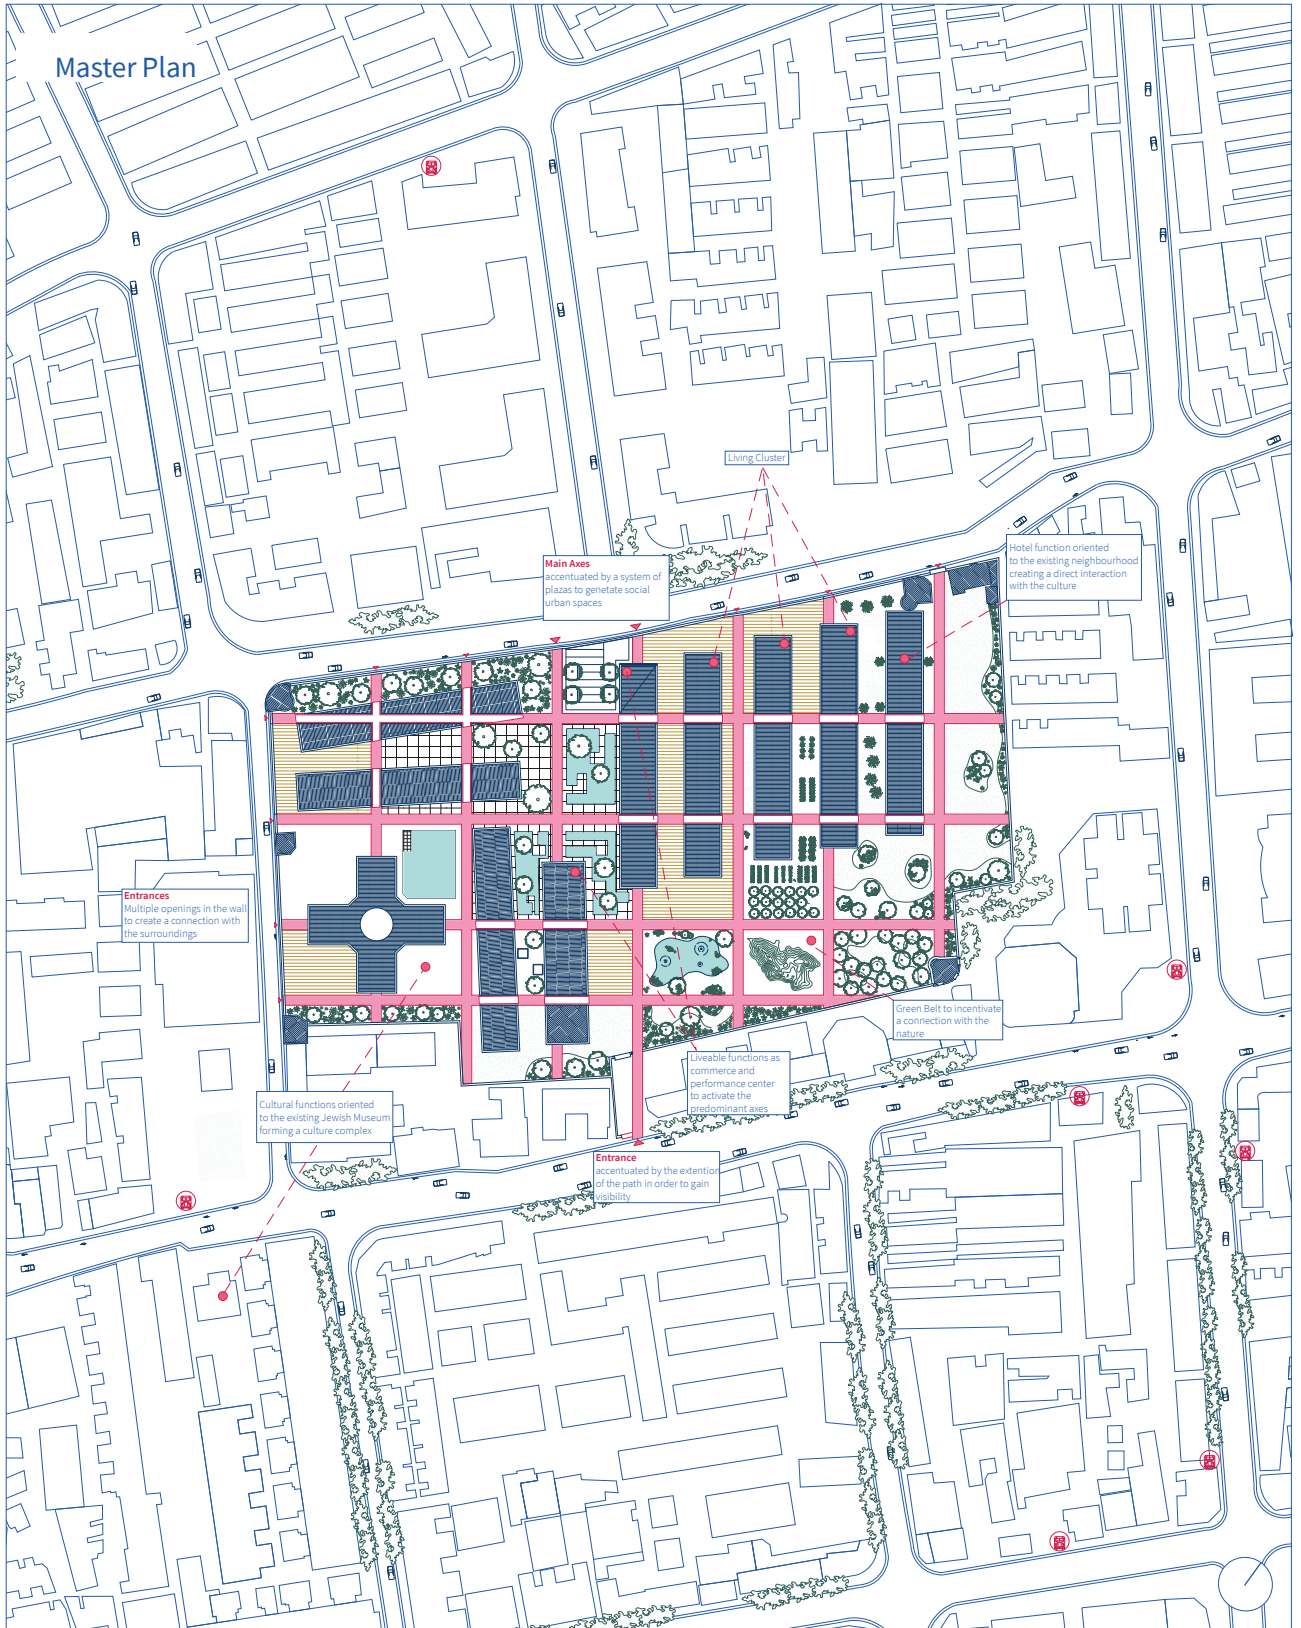 Master Plan
Living Cluster
Hotel function oriented
to the existing neighbourhood
creating a direct interaction
with the culture
Main Axes
accentuated by a system of
plazas to genetate social
urban spaces
Entrances
Multiple openings in the wall
to create a connection with
the surroundings
Green Belt to incentivate
a connection with the
nature
Liveable functions as
commerce and
performance center
to activate the
predominant axes
Cultural functions oriented
to the existing Jewish Museum
forming a culture complex
Entrance
accentuated by the extention
of the path in order to gain
visibility